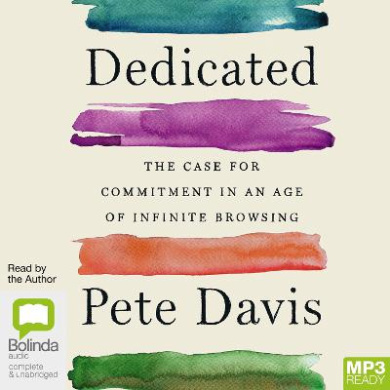 Dedicated
THE CASE FOR
COMMITMENT IN AN AGE
OF INFINITE BROWSING
Read by
the Author
Pete Davis
Bolinda
audio
complete
& unabridged
MP3
READY